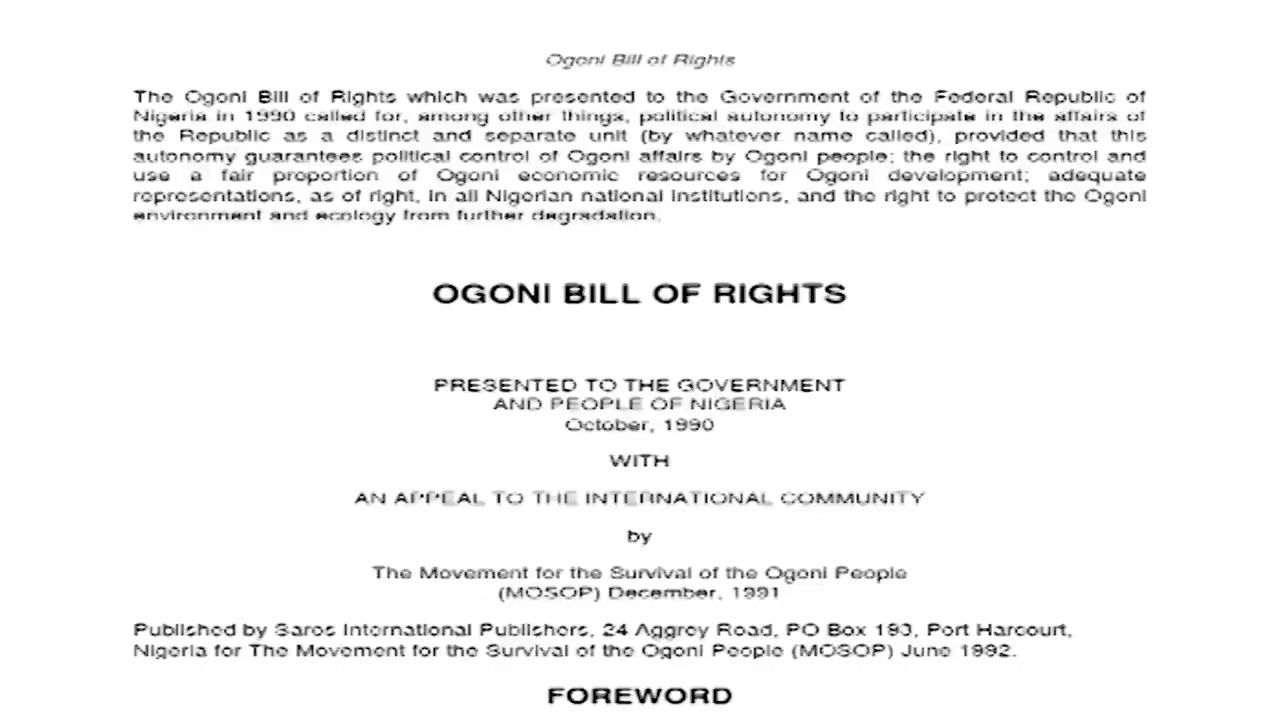 Ogoni Bill of Rights
The Ogoni Bill of Rights which was presented to the Government of the Federal Republic of
Nigeria in 1990 called for, among other things, political autonomy to participate in the affairs of
the Republic as a distinct and separate unit (by whatever name called), provided that this
autonomy guarantees political control of Ogoni affairs by Ogoni people; the right to control and
use a fair proportion of Ogoni economic resources for Ogoni development; adequate
representations, as of right, in all Nigerian national institutions, and the right to protect the Ogoni
environment and ecology from further degradation.
OGONI BILL OF RIGHTS
PRESENTED TO THE GOVERNMENT
AND PEOPLE OF NIGERIA
October, 1990
WITH
AN APPEAL TO THE INTERNATIONAL COMMUNITY
by
The Movement for the Survival of the Ogoni People
(MOSOP) December, 1991
Published by Saros International Publishers, 24 Aggrey Road, PO Box 193, Port Harcourt,
Nigeria for The Movement for the Survival of the Ogoni People (MOSOP) June 1992.
FOREWORD